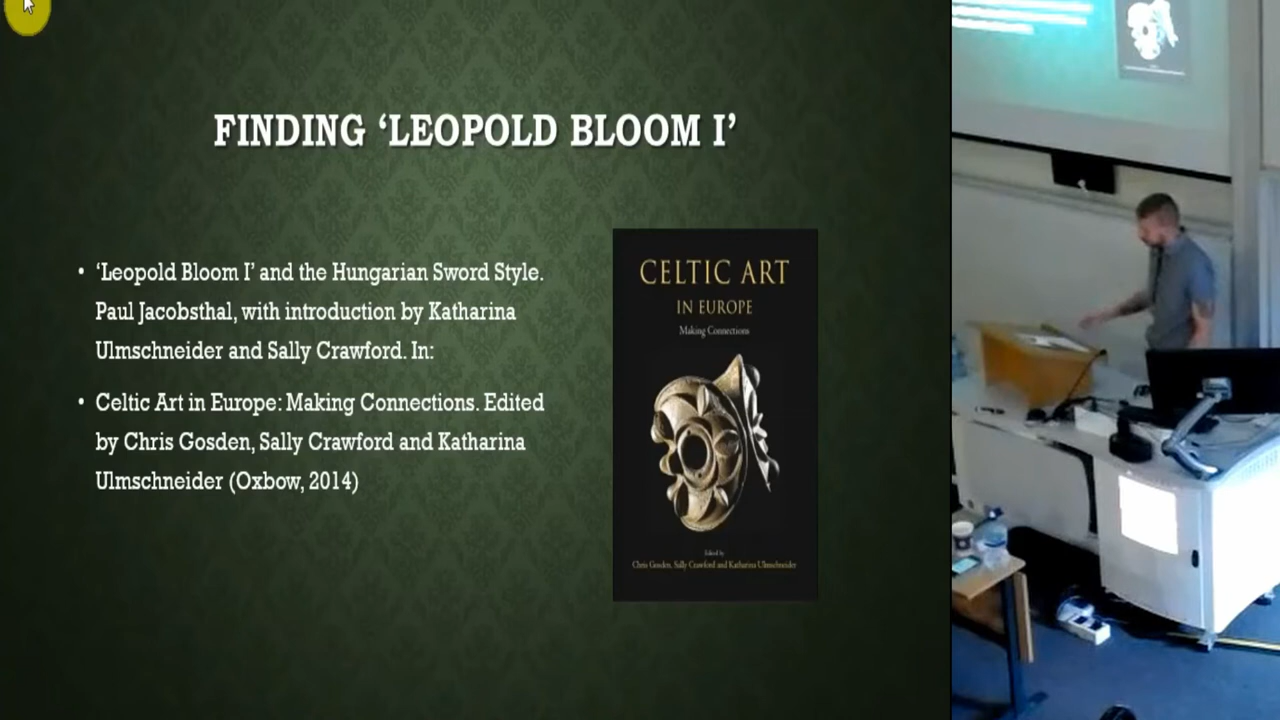 FINDING ‘LEOPOLD BLOOM I’
• ‘Leopold Bloom I’ and the Hungarian Sword Style.
Paul Jacobsthal, with introduction by Katharina
Ulmschneider and Sally Crawford. In:
• Celtic Art in Europe: Making Connections. Edited
by Chris Gosden, Sally Crawford and Katharina
Ulmschneider (Oxbow, 2014)
CELTIC ART
IN EUROPE
Making Connections
Edited by
Chris Gosden, Sally Crawford and Katharina Ulmschneider